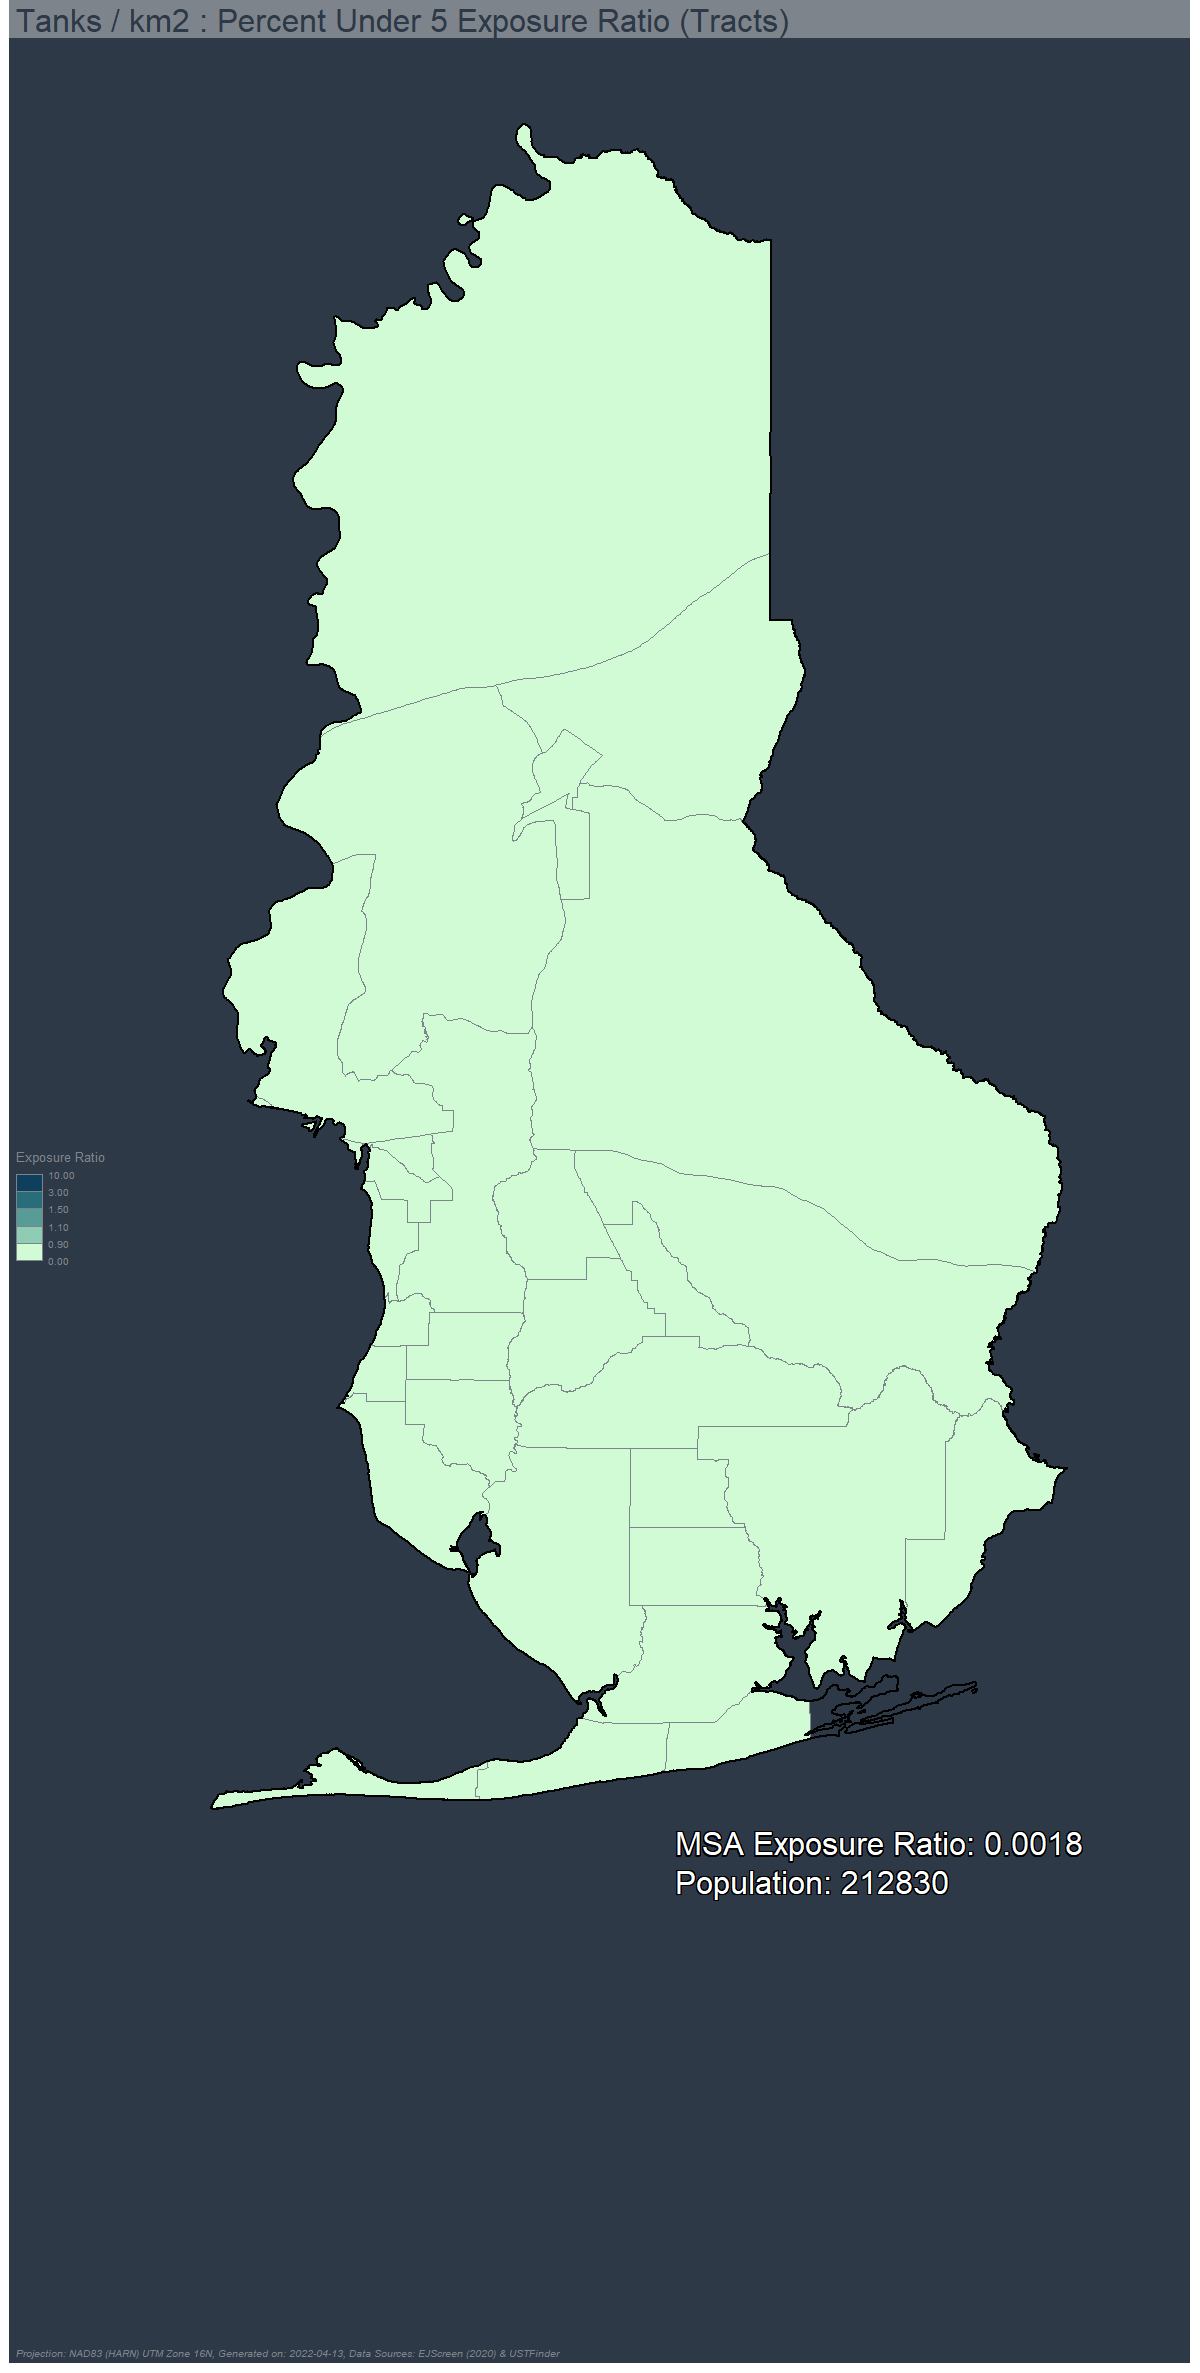 Tanks / km2 : Percent Under 5 Exposure Ratio (Tracts)
Exposure Ratio
10.00
3.00
1.50
1.10
0.90
0.00
MSA Exposure Ratio: 0.0018
Population: 212830
Projection: NAD83 (HARN) UTM Zone 16N, Generated on: 2022-04-13, Data Sources: EJScreen (2020) & USTFinder